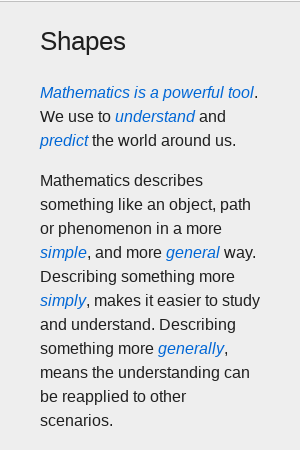 Shapes
Mathematics is a powerful tool.
We use to understand and
predict the world around us.
Mathematics describes
something like an object, path
or phenomenon in a more
simple, and more general way.
Describing something more
simply, makes it easier to study
and understand. Describing
something more generally,
means the understanding can
be reapplied to other
scenarios.